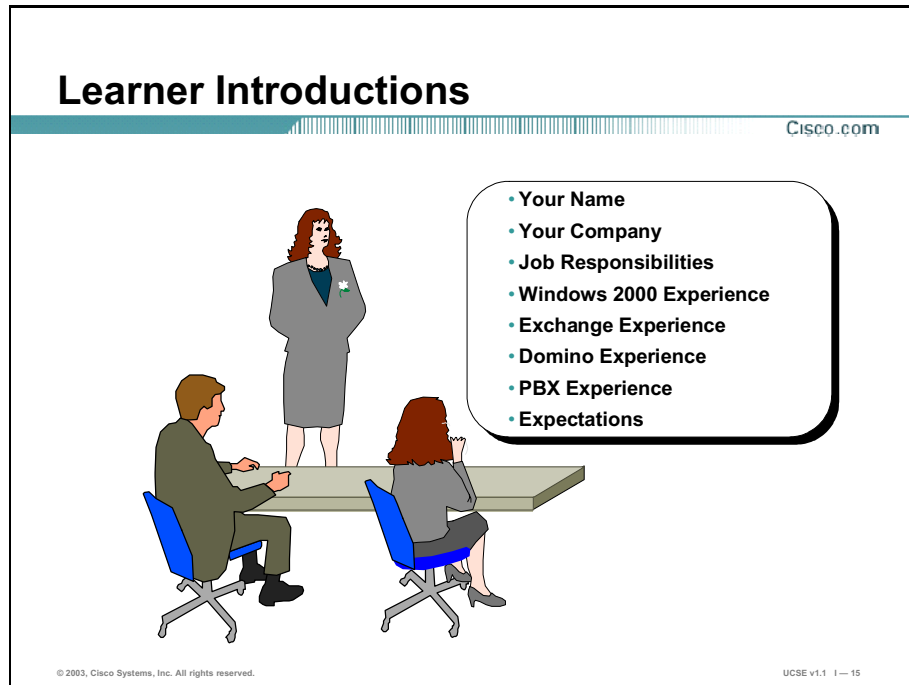 Learner Introductions
Cisco.com
• Your Name
• Your Company
• Job Responsibilities
• Windows 2000 Experience
• Exchange Experience
• Domino Experience
• PBX Experience
• Expectations
© 2003, Cisco Systems, Inc. All rights reserved.
UCSE v1.1 I — 15